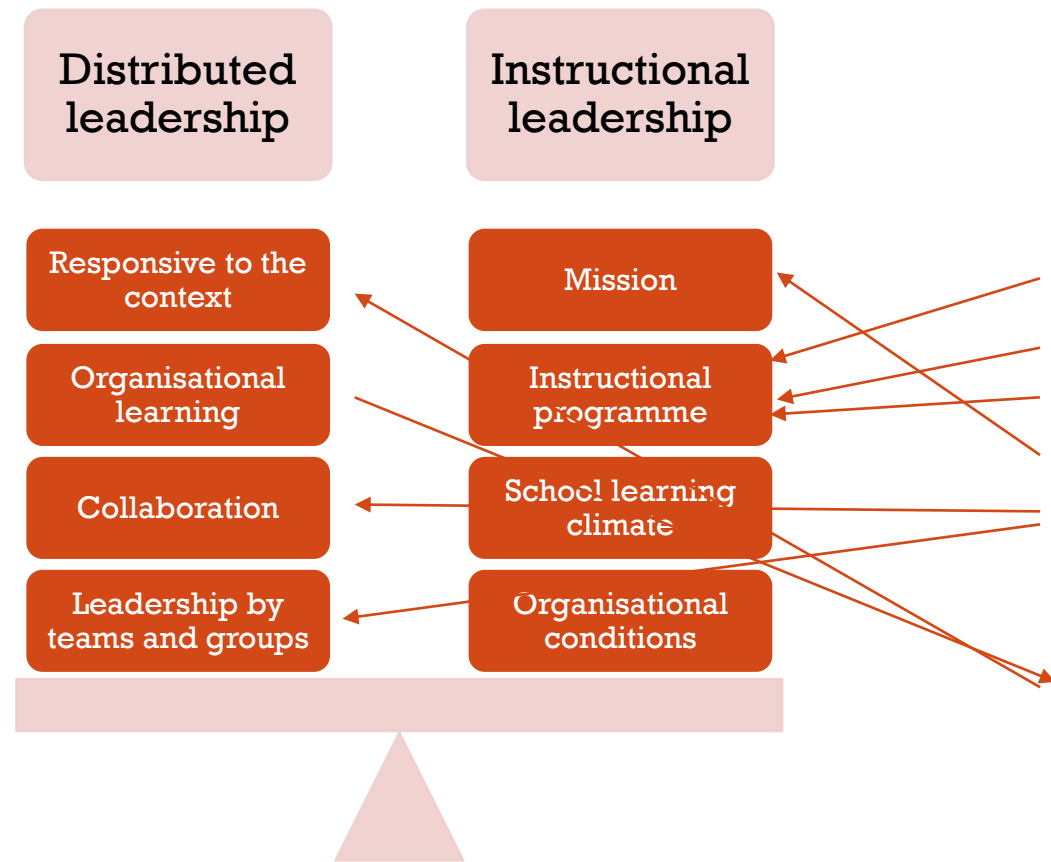 Distributed
leadership
Instructional
leadership
Responsive to the
context
Organisational
learning
Collaboration
Leadership by
teams and groups
Mission
Instructional
programme
School learning
climate
Organisational
conditions